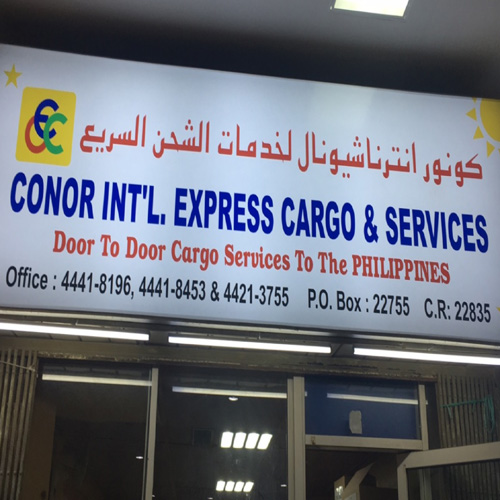 كونور انترناشيونال لخدمات الشحن السريع
CONOR INT'L. EXPRESS CARGO & SERVICES
Door To Door Cargo Services To The PHILIPPINES
Office : 4441-8196, 4441-8453 & 4421-3755 P.O. Box : 22755 C.R: 22835